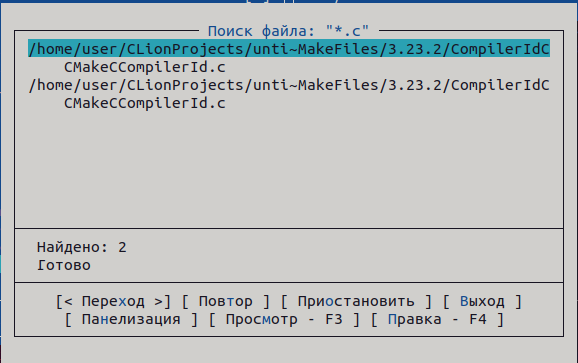 Поиск файла: "*.c"
/home/user/CLionProjects/unti~MakeFiles/3.23.2/CompilerIdC
CMakeCCompilerId.c
/home/user/CLionProjects/unti~MakeFiles/3.23.2/CompilerIdC
CMakeCCompilerId.c
Найдено: 2
Готово
[< Переход >] [ Повтор ] [ Приостановить ] [ Выход ]
[ Панелизация ] [ Просмотр - F3 ] [ Правка - F4 ]